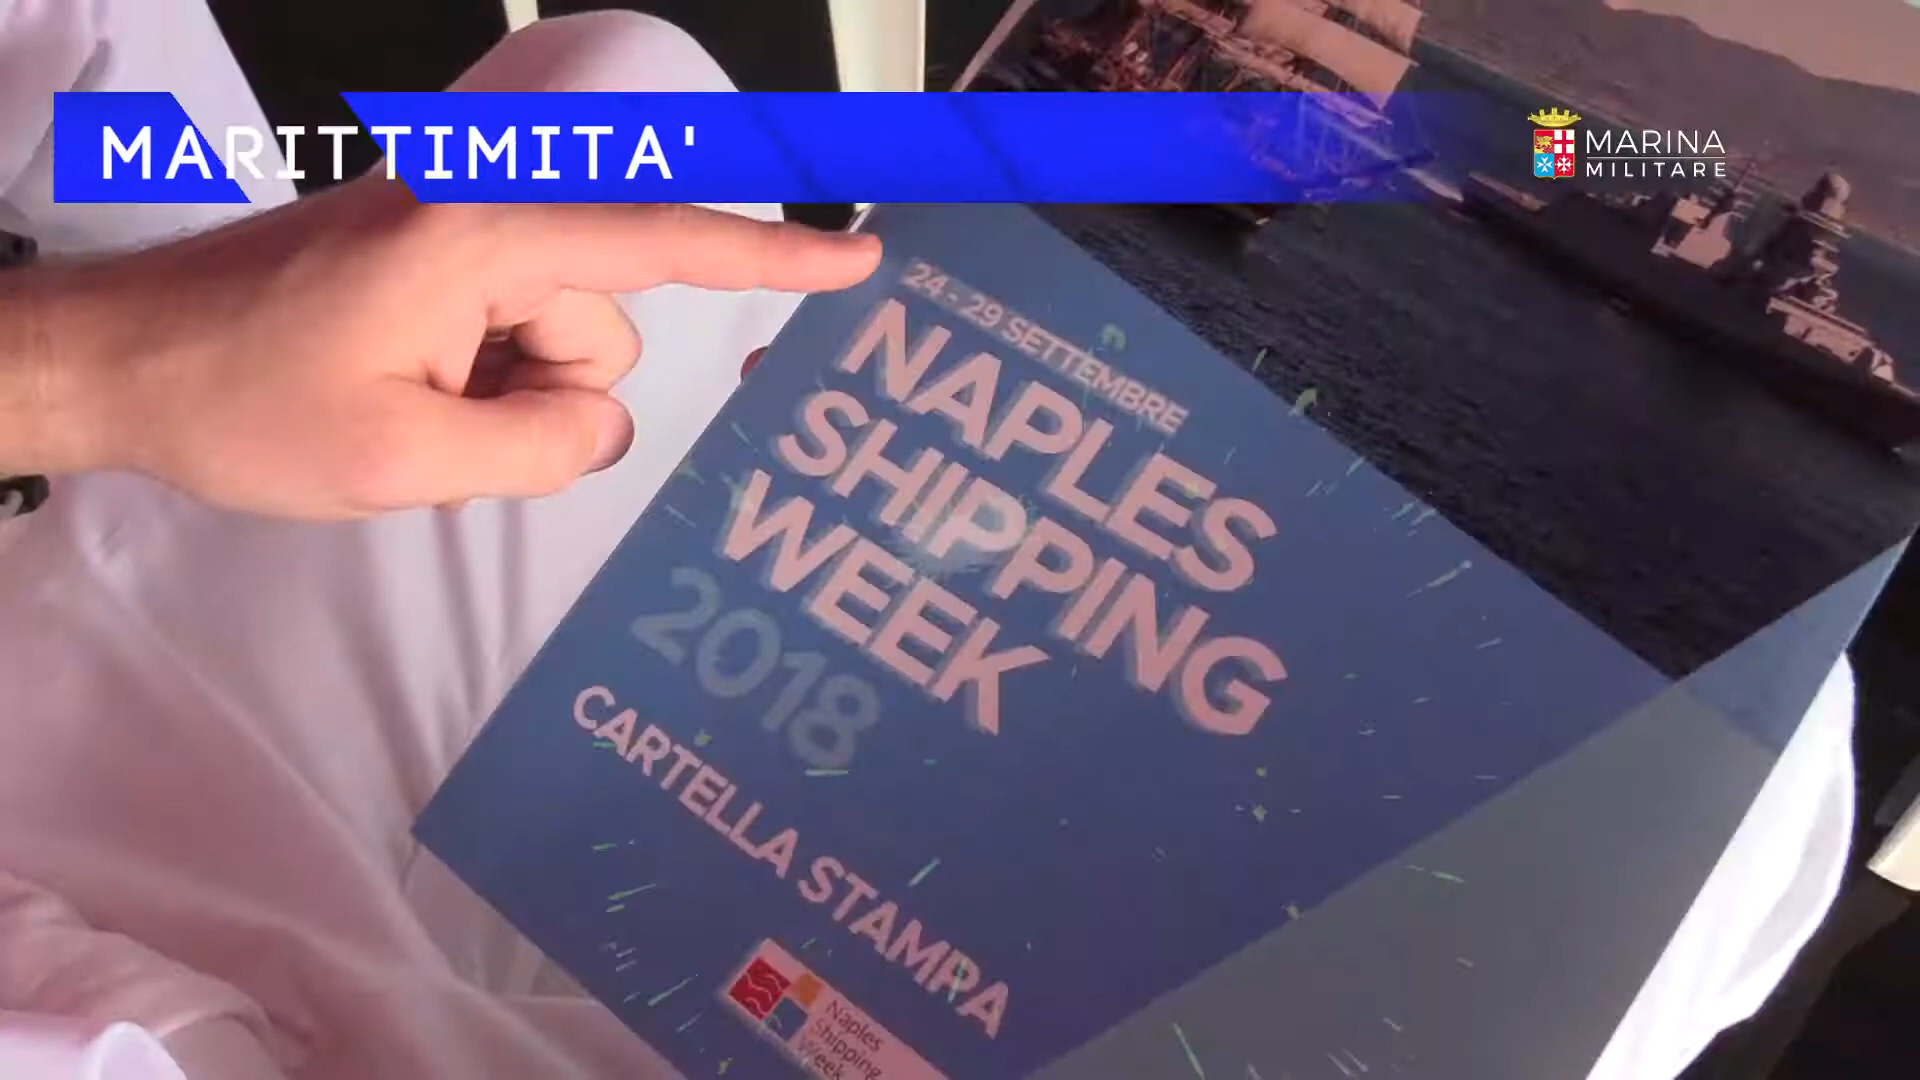 MARITTIMITA'
MARINA
MILITARE
24 - 29 SETTEMBRE
NAPLES
SHIPPING
WEEK
2018
CARTELLA STAMPA
Naples
Shipping
Week